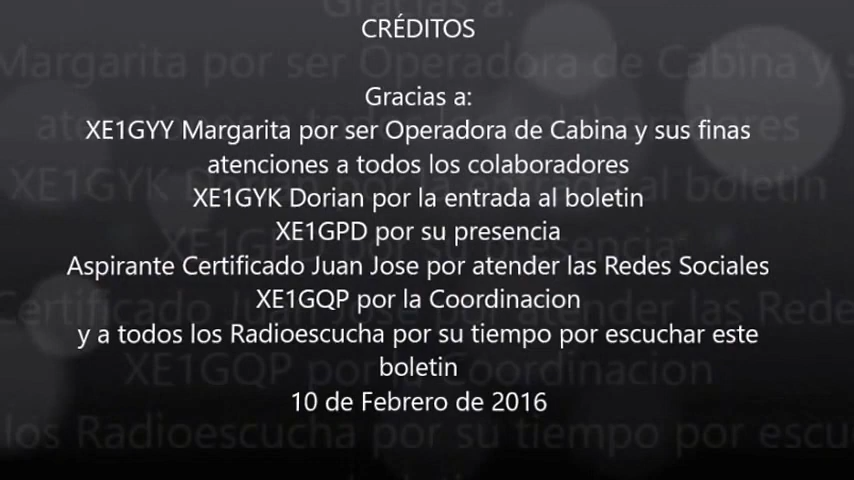 CRÉDITOS
Gracias a:
XE1GYY Margarita por ser Operadora de Cabina y sus finas
atenciones a todos los colaboradores
XE1GYK Dorian por la entrada al boletin
XE1GPD por su presencia
Aspirante Certificado Juan Jose por atender las Redes Sociales
XE1GQP por la Coordinacion
y a todos los Radioescucha por su tiempo por escuchar este
boletin
10 de Febrero de 2016